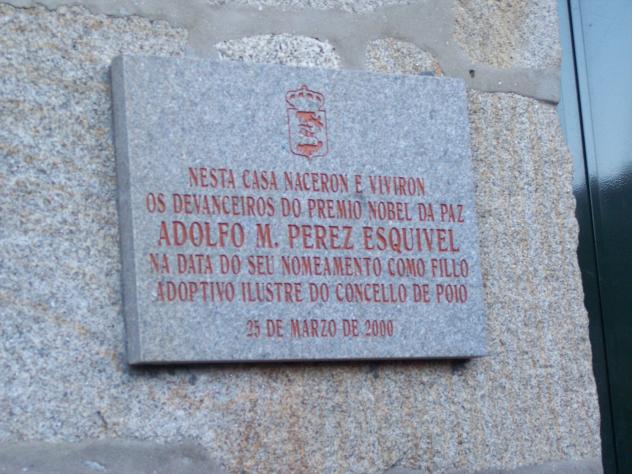 NESTA CASA NACERON E VIVIRON
OS DEVANCEIROS DO PREMIO NOBEL DA PAZ
ADOLFO M. PEREZ ESQUIVEL
NA DATA DO SEU NOMEAMENTO COMO FILLO
ADOPTIVO ILUSTRE DO CONCELLO DE POIO
25 DE MARZO DE 2000